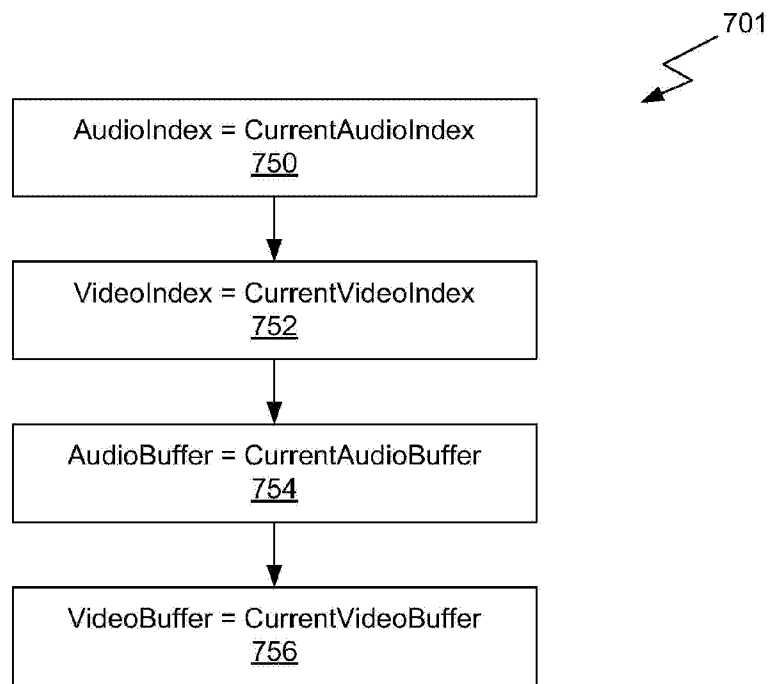 701
AudioIndex = CurrentAudioIndex
750
VideoIndex = CurrentVideoIndex
752
AudioBuffer = CurrentAudioBuffer
754
VideoBuffer = CurrentVideoBuffer
756